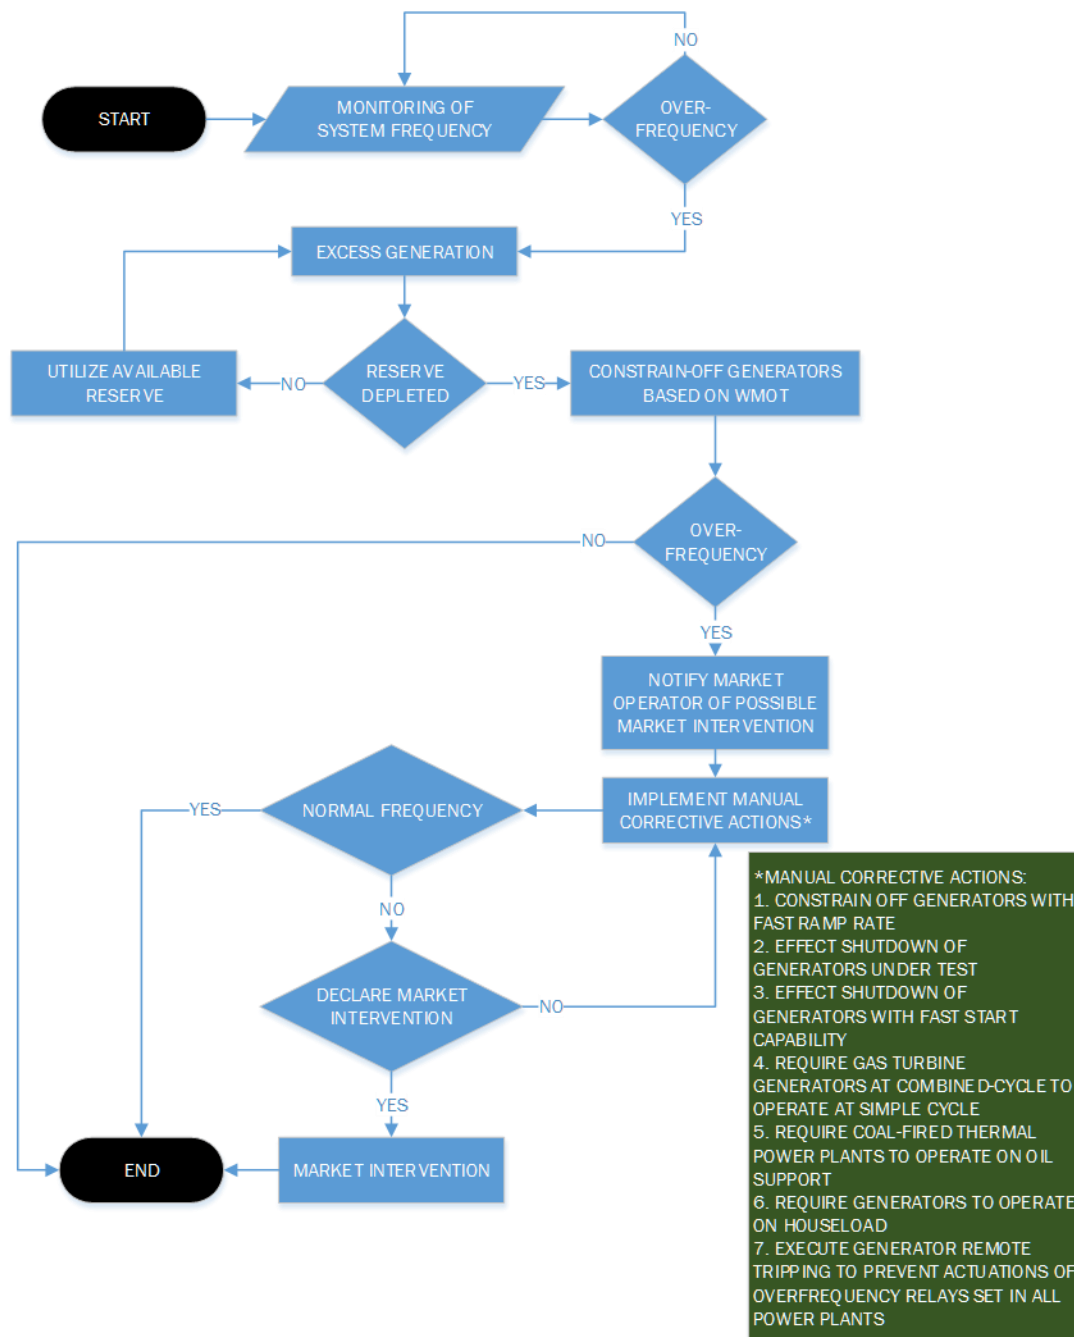 NO
START
MONITORING OF
SYSTEM FREQUENCY
OVER-
FREQUENCY
YES
EXCESS GENERATION
UTILIZE AVAILABLE
RESERVE
NO
RESERVE
DEPLETED
YES
CONSTRAIN-OFF GENERATORS
BASED ON WMOT
NO
OVER-
FREQUENCY
YES
NOTIFY MARKET
OPERATOR OF POSSIBLE
MARKET INTERVENTION
YES
NORMAL FREQUENCY
IMPLEMENT MANUAL
CORRECTIVE ACTIONS*
NO
DECLARE MARKET
INTERVENTION
NO
YES
END
MARKET INTERVENTION
*MANUAL CORRECTIVE ACTIONS:
1. CONSTRAIN OFF GENERATORS WITH
FAST RAMP RATE
2. EFFECT SHUTDOWN OF
GENERATORS UNDER TEST
3. EFFECT SHUTDOWN OF
GENERATORS WITH FAST START
CAPABILITY
4. REQUIRE GAS TURBINE
GENERATORS AT COMBINED-CYCLE TO
OPERATE AT SIMPLE CYCLE
5. REQUIRE COAL-FIRED THERMAL
POWER PLANTS TO OPERATE ON OIL
SUPPORT
6. REQUIRE GENERATORS TO OPERATE
ON HOUSELOAD
7. EXECUTE GENERATOR REMOTE
TRIPPING TO PREVENT ACTUATIONS OF
OVERFREQUENCY RELAYS SET IN ALL
POWER PLANTS